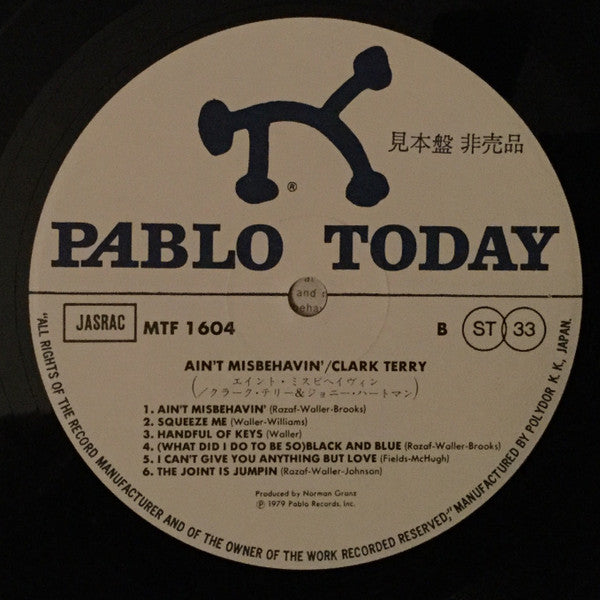 見本盤 非売品
®
PABLO TODAY
JASRAC
MTF 1604
B
ST
33
AIN'T MISBEHAVIN'/CLARK TERRY
(エイント・ミスビヘイヴィン
/クラーク・テリー&ジョニー・ハートマン)
1. AIN'T MISBEHAVIN' (Razaf-Waller-Brooks)
2. SQUEEZE ME (Waller-Williams)
3. HANDFUL OF KEYS (Waller)
4. (WHAT DID I DO TO BE SO)BLACK AND BLUE (Razaf-Waller-Brooks)
5. I CAN'T GIVE YOU ANYTHING BUT LOVE (Fields-McHugh)
6. THE JOINT IS JUMPIN (Razaf-Waller-Johnson)
Produced by Norman Granz
℗ 1979 Pablo Records, Inc.
"ALL RIGHTS OF THE RECORD MANUFACTURER AND OF THE OWNER OF THE WORK RECORDED RESERVED," MANUFACTURED BY POLYDOR K. K., JAPAN.